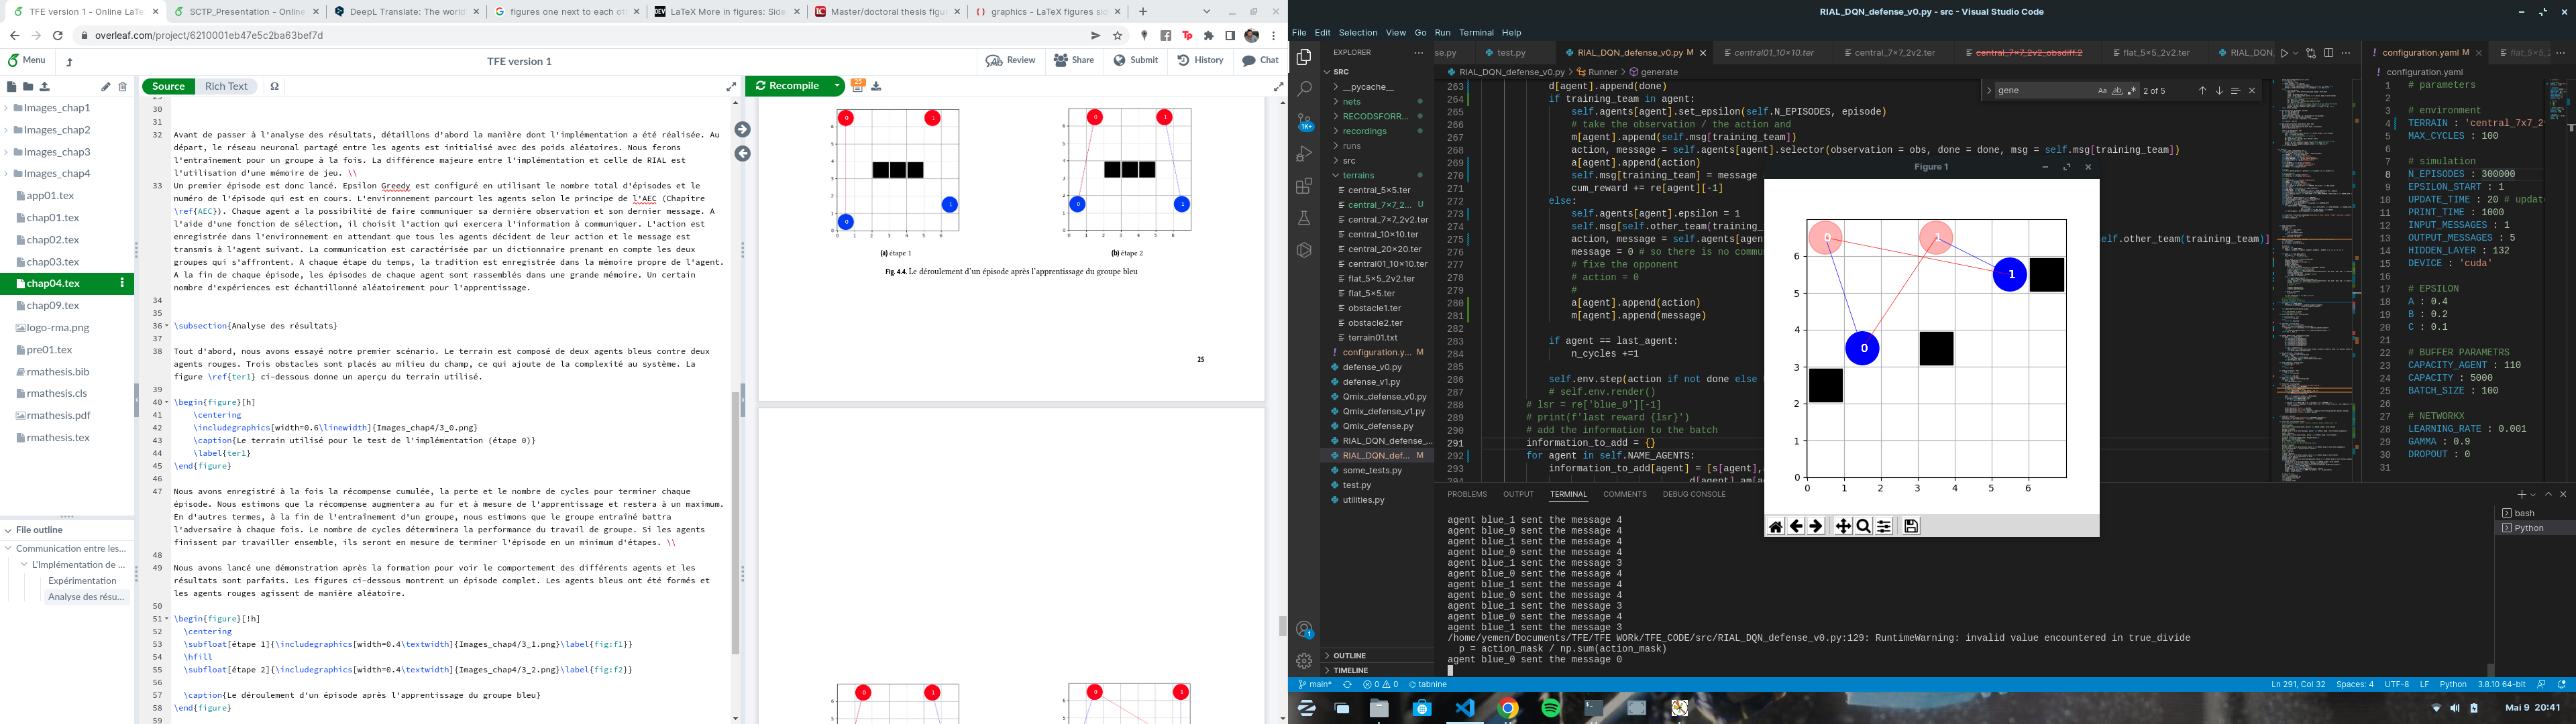 TFE version 1 - Online LaTe
SCTP_Presentation - Online
DeepL Translate: The world
figures one next to each oth
LaTeX More in figures: Side
Master/doctoral thesis figu
graphics - LaTeX figures sid
overleaf.com/project/6210001eb47e5c2ba63bef7d
Menu
TFE version 1
Review
Share
Submit
History
Chat
Source
Rich Text
Recompile
Images_chap1
Images_chap2
Images_chap3
Images_chap4
app01.tex
chap01.tex
chap02.tex
chap03.tex
chap04.tex
chap09.tex
logo-rma.png
pre01.tex
rmathesis.bib
rmathesis.cls
rmathesis.pdf
rmathesis.tex
File outline
Communication entre les...
L'Implémentation de ...
Expérimentation
Analyse des résu...
30
31
32 Avant de passer à l'analyse des résultats, détaillons d'abord la manière dont l'implémentation a été réalisée. Au
départ, le réseau neuronal partagé entre les agents est initialisé avec des poids aléatoires. Nous ferons
l'entraînement pour un groupe à la fois. La différence majeure entre l'implémentation et celle de RIAL est
l'utilisation d'une mémoire de jeu. \\
33 Un premier épisode est donc lancé. Epsilon Greedy est configuré en utilisant le nombre total d'épisodes et le
numéro de l'épisode qui est en cours. L'environnement parcourt les agents selon le principe de l'AEC (Chapitre
\ref{AEC}). Chaque agent a la possibilité de faire communiquer sa dernière observation et son dernier message. A
l'aide d'une fonction de sélection, il choisit l'action qui exercera l'information à communiquer. L'action est
enregistrée dans l'environnement en attendant que tous les agents décident de leur action et le message est
transmis à l'agent suivant. La communication est caractérisée par un dictionnaire prenant en compte les deux
groupes qui s'affrontent. A chaque étape du temps, la tradition est enregistrée dans la mémoire propre de l'agent.
A la fin de chaque épisode, les épisodes de chaque agent sont rassemblés dans une grande mémoire. Un certain
nombre d'expériences est échantillonné aléatoirement pour l'apprentissage.
34
35
36 \subsection{Analyse des résultats}
37
38 Tout d'abord, nous avons essayé notre premier scénario. Le terrain est composé de deux agents bleus contre deux
agents rouges. Trois obstacles sont placés au milieu du champ, ce qui ajoute de la complexité au système. La
figure \ref{ter1} ci-dessous donne un aperçu du terrain utilisé.
39
40 \begin{figure}[h]
41 \centering
42 \includegraphics[width=0.6\linewidth]{Images_chap4/3_0.png}
43 \caption{Le terrain utilisé pour le test de l'implémentation (étape 0)}
44 \label{ter1}
45 \end{figure}
46
47 Nous avons enregistré à la fois la récompense cumulée, la perte et le nombre de cycles pour terminer chaque
épisode. Nous estimons que la récompense augmentera au fur et à mesure de l'apprentissage et restera à un maximum.
En d'autres termes, à la fin de l'entraînement d'un groupe, nous estimons que le groupe entraîné battra
l'adversaire à chaque fois. Le nombre de cycles déterminera la performance du travail de groupe. Si les agents
finissent par travailler ensemble, ils seront en mesure de terminer l'épisode en un minimum d'étapes. \\
48
49 Nous avons lancé une démonstration après la formation pour voir le comportement des différents agents et les
résultats sont parfaits. Les figures ci-dessous montrent un épisode complet. Les agents bleus ont été formés et
les agents rouges agissent de manière aléatoire.
50
51 \begin{figure}[!h]
52 \centering
53 \subfloat[étape 1]{\includegraphics[width=0.4\textwidth]{Images_chap4/3_1.png}\label{fig:f1}}
54 \hfill
55 \subfloat[étape 2]{\includegraphics[width=0.4\textwidth]{Images_chap4/3_2.png}\label{fig:f2}}
56
57 \caption{Le déroulement d'un épisode après l'apprentissage du groupe bleu}
58 \end{figure}
59
(a) étape 1
(b) étape 2
Fig. 4.4. Le déroulement d'un épisode après l'apprentissage du groupe bleu
25
RIAL_DQN_defense_v0.py - src - Visual Studio Code
File Edit Selection View Go Run Terminal Help
EXPLORER
SRC
__pycache__
nets
RECODSFORR...
recordings
runs
src
terrains
central_5×5.ter
central_7×7_2... U
central_7×7_2v2.ter
central_10×10.ter
central_20×20.ter
central01_10×10.ter
flat_5×5_2v2.ter
flat_5×5.ter
obstacle1.ter
obstacle2.ter
terrain01.txt
configuration.y... M
defense_v0.py
defense_v1.py
Qmix_defense_v0.py
Qmix_defense_v1.py
Qmix_defense.py
RIAL_DQN_defense_...
RIAL_DQN_def... M
some_tests.py
test.py
utilities.py
OUTLINE
TIMELINE
se.py
test.py
RIAL_DQN_defense_v0.py M
central01_10×10.ter
central_7×7_2v2.ter
central_7×7_2v2_obsdiff.2
flat_5×5_2v2.ter
RIAL_DQN_
RIAL_DQN_defense_v0.py > Runner > generate
gene
2 of 5
263 d[agent].append(done)
264 if training_team in agent:
265 self.agents[agent].set_epsilon(self.N_EPISODES, episode)
266 # take the observation / the action and
267 m[agent].append(self.msg[training_team])
268 action, message = self.agents[agent].selector(observation = obs, done = done, msg = self.msg[training_team])
269 a[agent].append(action)
270 self.msg[training_team] = message
271 cum_reward += re[agent][-1]
272 else:
273 self.agents[agent].epsilon = 1
274 self.msg[self.other_team(training_
275 action, message = self.agents[agen
self.other_team(training_team)]
276 message = 0 # so there is no commu
277 # fixe the opponent
278 # action = 0
279 #
280 a[agent].append(action)
281 m[agent].append(message)
282
283 if agent == last_agent:
284 n_cycles +=1
285
286 self.env.step(action if not done else
287 # self.env.render()
288 # lsr = re['blue_0'][-1]
289 # print(f'last reward {lsr}')
290 # add the information to the batch
291 information_to_add = {}
292 for agent in self.NAME_AGENTS:
293 information_to_add[agent] = [s[agent],
Figure 1
0
1
1
0
6
5
4
3
2
1
0
0 1 2 3 4 5 6
configuration.yaml M
configuration.yaml
1 # parameters
2
3 # environment
4 TERRAIN : 'central_7x7_2v
5 MAX_CYCLES : 100
6
7 # simulation
8 N_EPISODES : 300000
9 EPSILON_START : 1
10 UPDATE_TIME : 20 # updat
11 PRINT_TIME : 1000
12 INPUT_MESSAGES : 1
13 OUTPUT_MESSAGES : 5
14 HIDDEN_LAYER : 132
15 DEVICE : 'cuda'
16
17 # EPSILON
18 A : 0.4
19 B : 0.2
20 C : 0.1
21
22 # BUFFER PARAMETRS
23 CAPACITY_AGENT : 110
24 CAPACITY : 5000
25 BATCH_SIZE : 100
26
27 # NETWORKX
28 LEARNING_RATE : 0.001
29 GAMMA : 0.9
30 DROPOUT : 0
31
PROBLEMS OUTPUT TERMINAL COMMENTS DEBUG CONSOLE
agent blue_1 sent the message 4
agent blue_0 sent the message 4
agent blue_1 sent the message 4
agent blue_0 sent the message 4
agent blue_1 sent the message 3
agent blue_0 sent the message 4
agent blue_1 sent the message 4
agent blue_0 sent the message 4
agent blue_1 sent the message 3
agent blue_0 sent the message 4
agent blue_1 sent the message 3
/home/yemen/Documents/TFE/TFE WORk/TFE_CODE/src/RIAL_DQN_defense_v0.py:129: RuntimeWarning: invalid value encountered in true_divide
p = action_mask / np.sum(action_mask)
agent blue_0 sent the message 0
bash
Python
main*
0 0
tabnine
Ln 291, Col 32 Spaces: 4 UTF-8 LF Python 3.8.10 64-bit
Mai 9 20:41